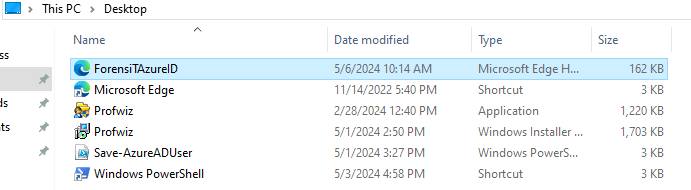 This PC > Desktop
Name Date modified Type Size
ss ForensiTAzureID 5/6/2024 10:14 AM Microsoft Edge H... 162 KB
Microsoft Edge 11/14/2022 5:40 PM Shortcut 3 KB
ds Profwiz 2/28/2024 12:40 PM Application 1,220 KB
nts Profwiz 5/1/2024 2:50 PM Windows Installer ... 1,703 KB
Save-AzureADUser 5/1/2024 3:27 PM Windows PowerS... 3 KB
Windows PowerShell 5/3/2024 4:58 PM Shortcut 3 KB